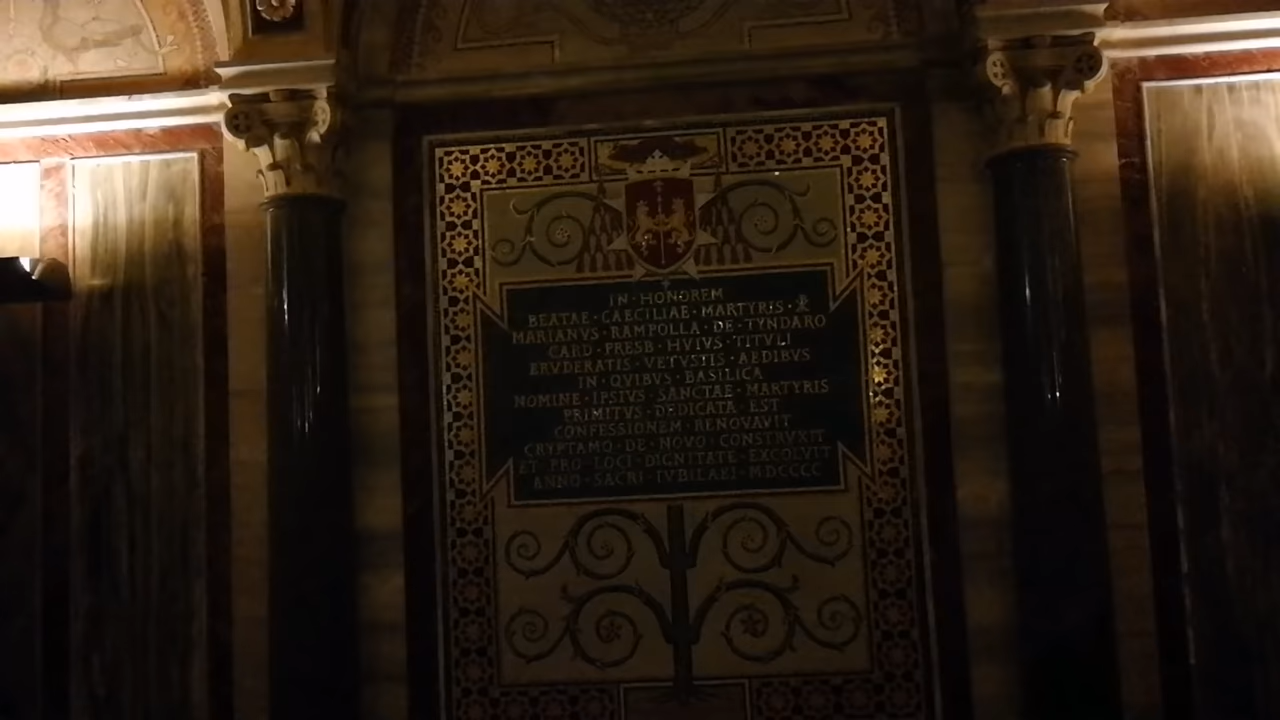 IN · HONOREM
BEATAE · CAECILIAE · MARTYRIS · ☧
MARIANVS · RAMPOLLA · DE · TYNDARO
CARD · PRESB · HVIVS · TITVLI
ERVDERATIS · VETVSTIS · AEDIBVS
IN · QVIBVS · BASILICA
NOMINE · IPSIVS · SANCTAE · MARTYRIS
PRIMITVS · DEDICATA · EST
CONFESSIONEM · RENOVAVIT
CRYPTAMQ · DE · NOVO · CONSTRVXIT
ET · PRO · LOCI · DIGNITATE · EXCOLVIT
ANNO · SACRI · IVBILAEI · MDCCCC